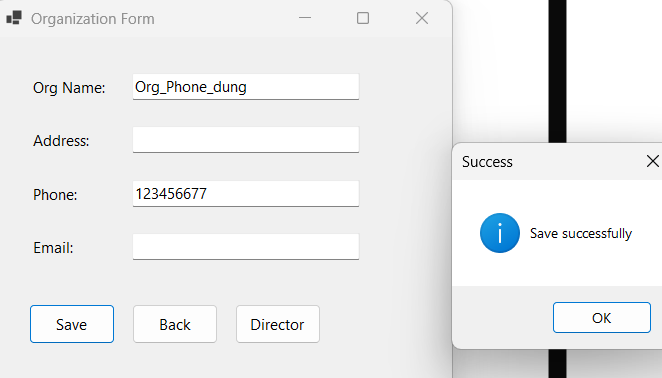 Organization Form
Org Name: Org_Phone_dung
Address:
Phone: 123456677
Email:
Save Back Director
Success
Save successfully
OK